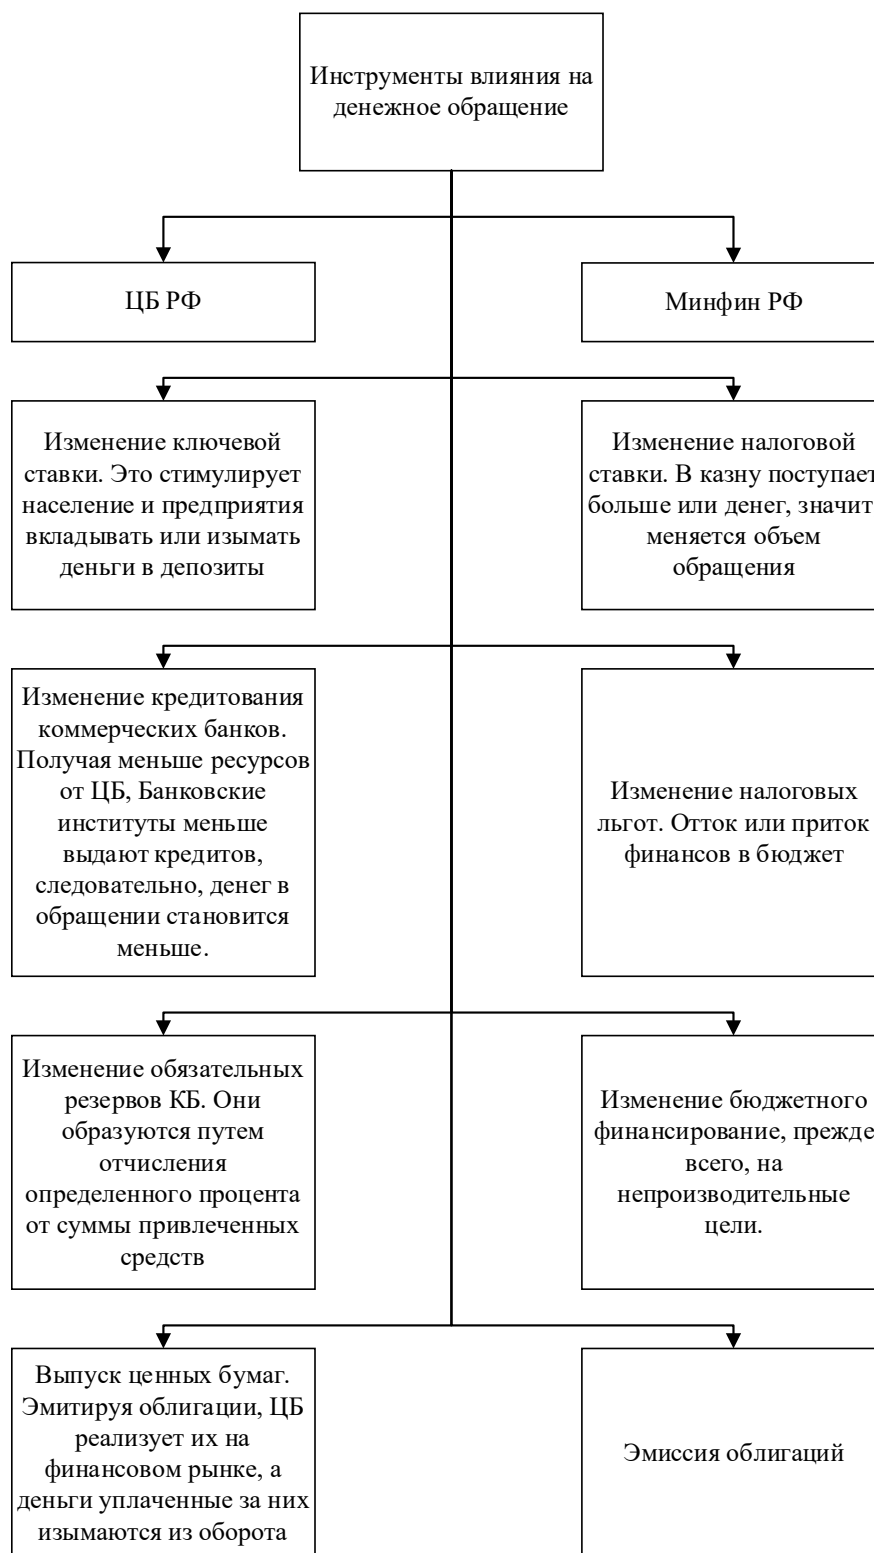 Инструменты влияния на
денежное обращение
ЦБ РФ
Минфин РФ
Изменение ключевой
ставки. Это стимулирует
население и предприятия
вкладывать или изымать
деньги в депозиты
Изменение налоговой
ставки. В казну поступает
больше или денег, значит
меняется объем
обращения
Изменение кредитования
коммерческих банков.
Получая меньше ресурсов
от ЦБ, Банковские
институты меньше
выдают кредитов,
следовательно, денег в
обращении становится
меньше.
Изменение налоговых
льгот. Отток или приток
финансов в бюджет
Изменение обязательных
резервов КБ. Они
образуются путем
отчисления
определенного процента
от суммы привлеченных
средств
Изменение бюджетного
финансирование, прежде
всего, на
непроизводительные
цели.
Выпуск ценных бумаг.
Эмитируя облигации, ЦБ
реализует их на
финансовом рынке, а
деньги уплаченные за них
изымаются из оборота
Эмиссия облигаций